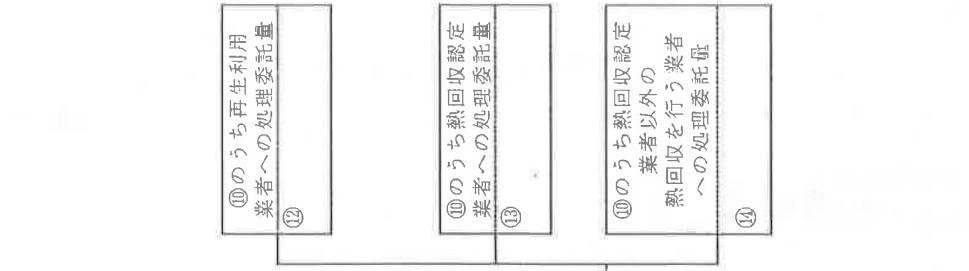 ⑩のうち再生利用
業者への処理委託量
⑫
⑩のうち熱回収認定
業者への処理委託量
⑬
⑩のうち熱回収認定
業者以外の
熱回収を行う業者
への処理委託量
⑭